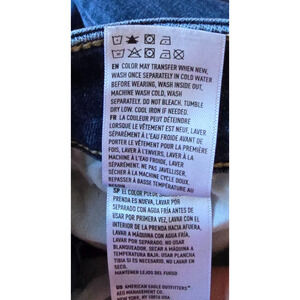 EN COLOR MAY TRANSFER WHEN NEW,
WASH ONCE SEPARATELY IN COLD WATER
BEFORE WEARING, WASH INSIDE OUT,
MACHINE WASH COLD, WASH
SEPARATELY, DO NOT BLEACH, TUMBLE
DRY LOW, COOL IRON IF NEEDED.
FR LA COULEUR PEUT DÉTEINDRE
LORSQUE LE VÊTEMENT EST NEUF, LAVER
SÉPARÉMENT À L'EAU FROIDE AVANT DE
PORTER LE VÊTEMENT POUR LA PREMIÈRE
FOIS, LAVER À L'ENVERS, LAVER À LA
MACHINE À L'EAU FROIDE, LAVER
SÉPARÉMENT, NE PAS JAVELLISER,
SÉCHER À LA MACHINE CYCLE DOUX,
REPASSER À BASSE TEMPÉRATURE AU
SP EL COLOR PUEDE
PRENDA ES NUEVA, LAVAR POR
SEPARADO CON AGUA FRÍA ANTES DE
USAR POR PRIMERA VEZ, LAVAR CON EL
INTERIOR DE LA PRENDA HACIA AFUERA,
LAVAR A MÁQUINA CON AGUA FRÍA,
LAVAR POR SEPARADO, NO USAR
BLANQUEADOR, SECAR A MÁQUINA A
TEMPERATURA BAJA, USAR PLANCHA
TIBIA SI ES NECESARIO, NO LAVAR EN
SECO.
MANTENER LEJOS DEL FUEGO
US AMERICAN EAGLE OUTFITTERS
AEO MANAGEMENT CO.
NEW YORK, NY 10018 USA